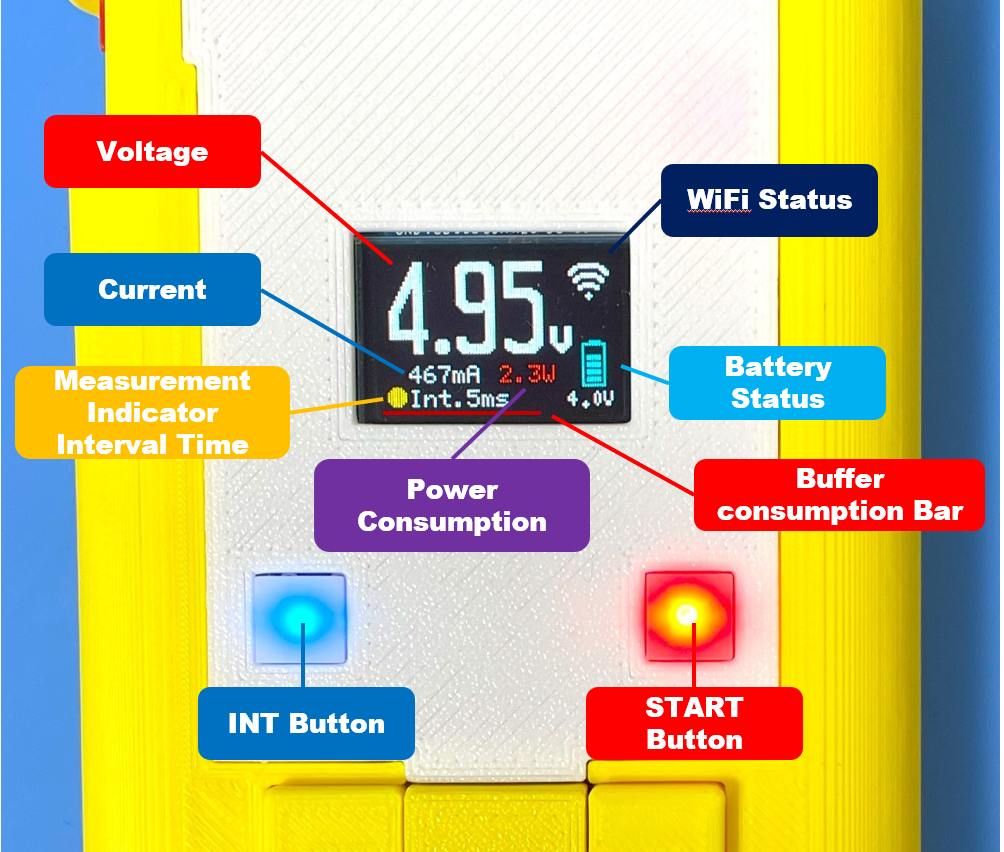 Voltage
WiFi Status
4.95v
Current
467mA 2.3W
Int.5ms
4.0V
Battery
Status
Measurement
Indicator
Interval Time
Power
Consumption
Buffer
consumption Bar
INT Button
START
Button